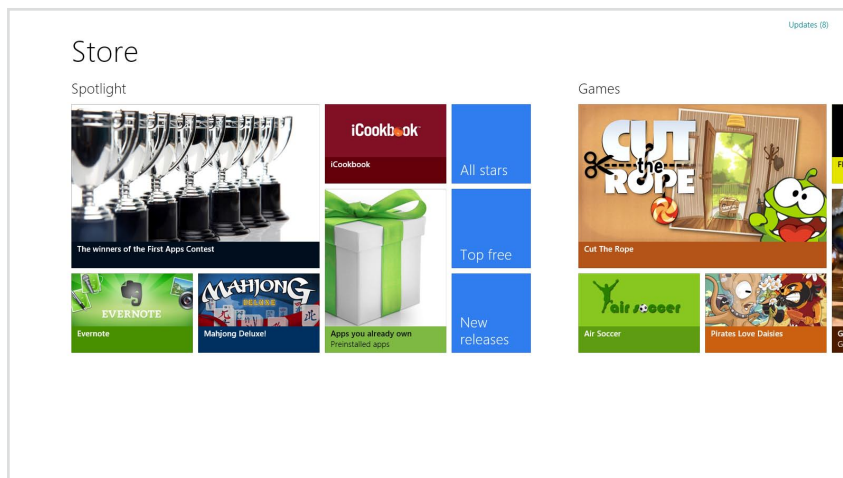 Updates (8)
Store
Spotlight
iCookbook
iCookbook
All stars
The winners of the First Apps Contest
Top free
EVERNOTE
Evernote
MAHJONG
DELUXE
Mahjong Deluxe!
Apps you already own
Preinstalled apps
New
releases
Games
CUT
the
ROPE
Cut The Rope
air soccer
Air Soccer
Pirates Love Daisies